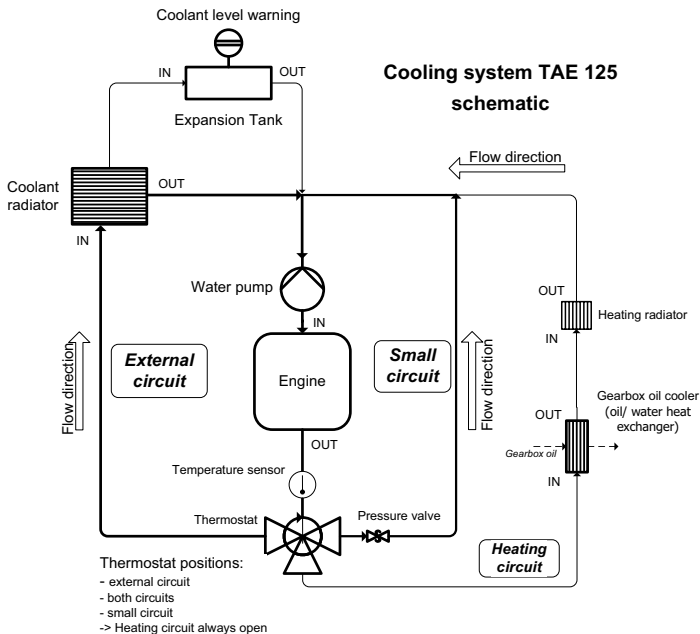 Coolant level warning
IN
OUT
Expansion Tank
Cooling system TAE 125
schematic
Flow direction
Coolant
radiator
OUT
IN
Water pump
IN
OUT
Heating radiator
IN
Flow direction
External
circuit
Engine
Small
circuit
Flow direction
OUT
Gearbox oil cooler
(oil/ water heat
exchanger)
Gearbox oil
IN
OUT
Temperature sensor
Thermostat
Pressure valve
Heating
circuit
Thermostat positions:
- external circuit
- both circuits
- small circuit
-> Heating circuit always open